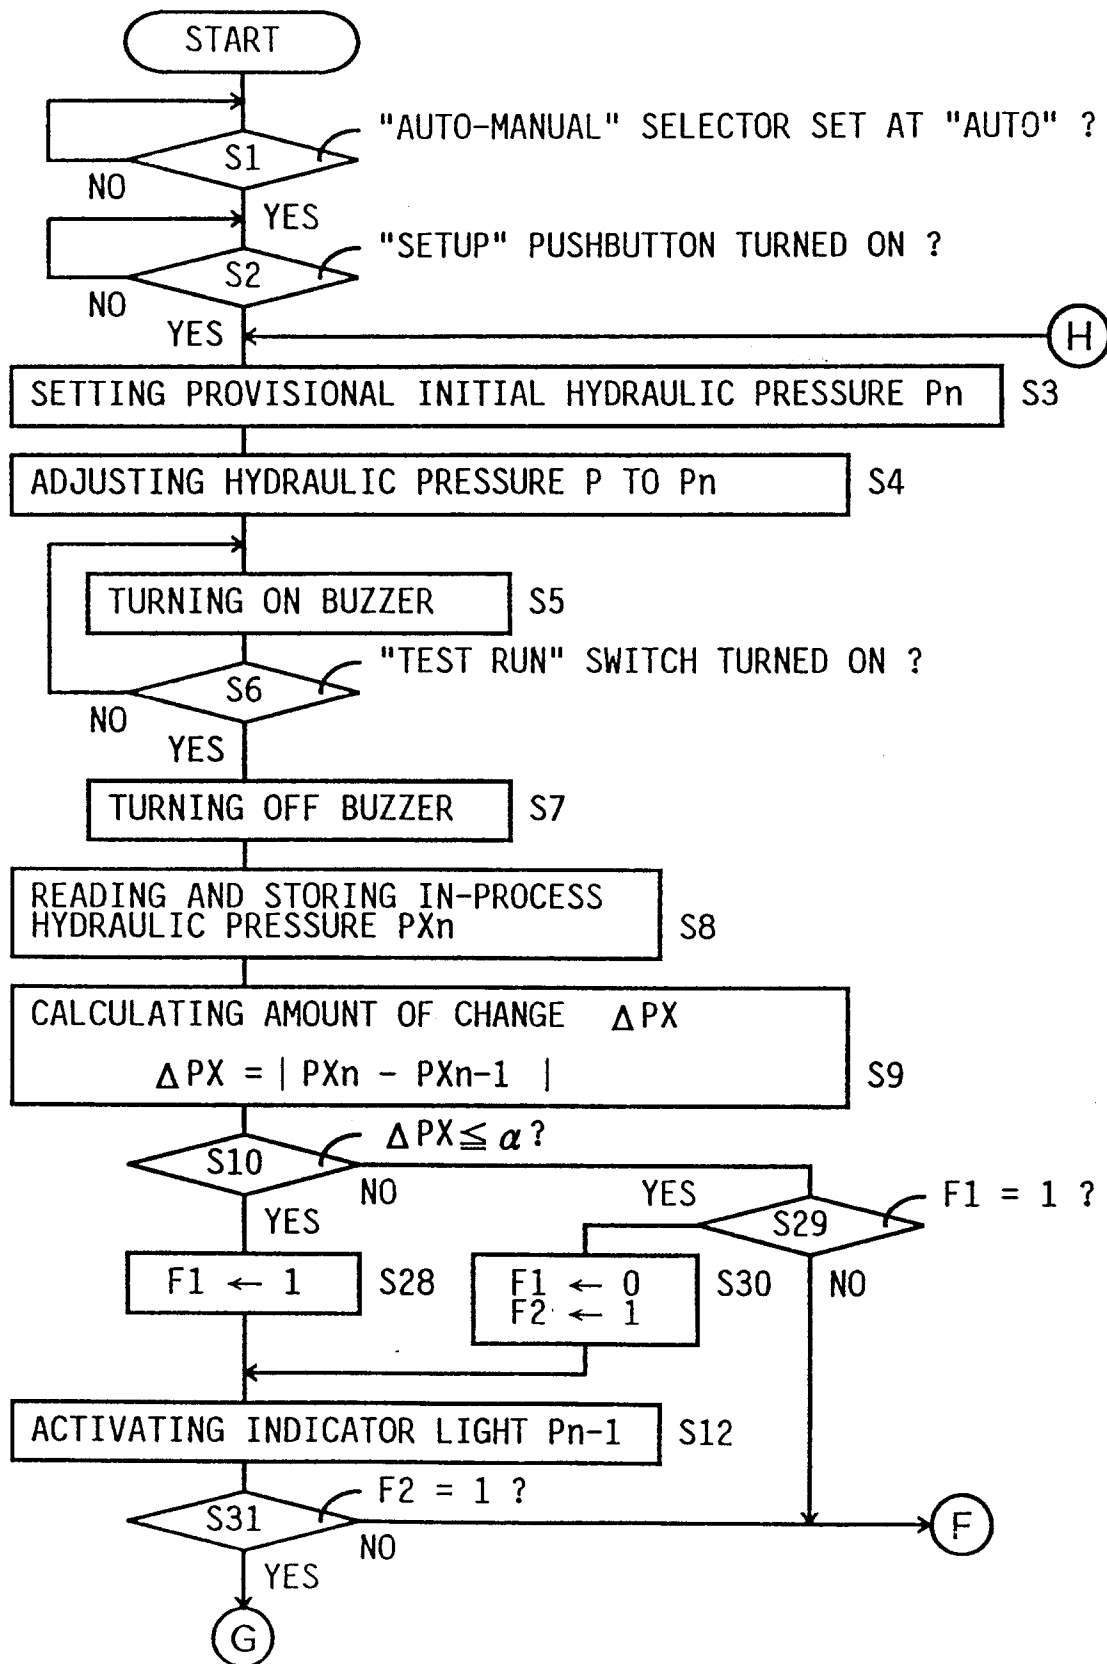 START
"AUTO-MANUAL" SELECTOR SET AT "AUTO" ?
S1
NO
YES
"SETUP" PUSHBUTTON TURNED ON ?
S2
NO
YES
H
SETTING PROVISIONAL INITIAL HYDRAULIC PRESSURE Pn
S3
ADJUSTING HYDRAULIC PRESSURE P TO Pn
S4
TURNING ON BUZZER
S5
"TEST RUN" SWITCH TURNED ON ?
S6
NO
YES
TURNING OFF BUZZER
S7
READING AND STORING IN-PROCESS
HYDRAULIC PRESSURE PXn
S8
CALCULATING AMOUNT OF CHANGE ΔPX
ΔPX = | PXn - PXn-1 |
S9
ΔPX ≦ α ?
S10
NO
YES
YES
F1 = 1 ?
S29
NO
F1 ← 1
S28
F1 ← 0
F2 ← 1
S30
ACTIVATING INDICATOR LIGHT Pn-1
S12
F2 = 1 ?
S31
NO
F
YES
G